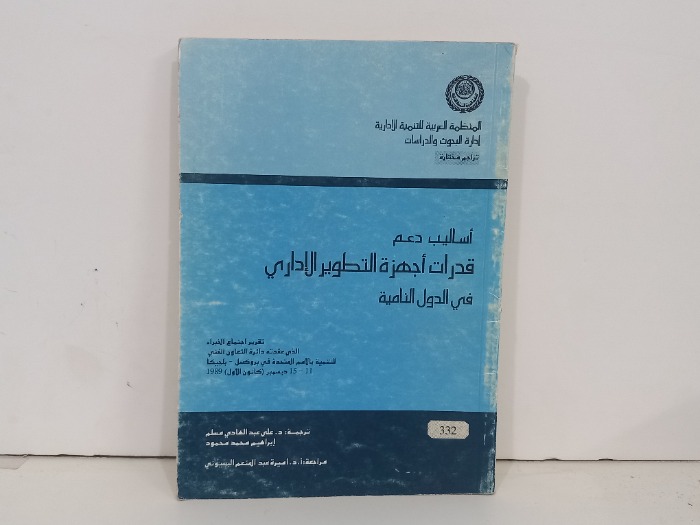 المنظمة العربية للتنمية الإدارية
إدارة البحوث والدراسات
تراجم مختارة
أساليب دعم
قدرات أجهزة التطوير الإداري
في الدول النامية
تقرير اجتماع الخبراء
الذي عقدته دائرة التعاون الفني
للتنمية بالأمم المتحدة في بروكسل - بلجيكا
11 - 15 ديسمبر (كانون الأول) 1989
ترجمة: د. علي عبد الهادي مسلم
إبراهيم محمد محمود
332
مراجعة: أ.د. أميرة عبد المنعم البسيوني